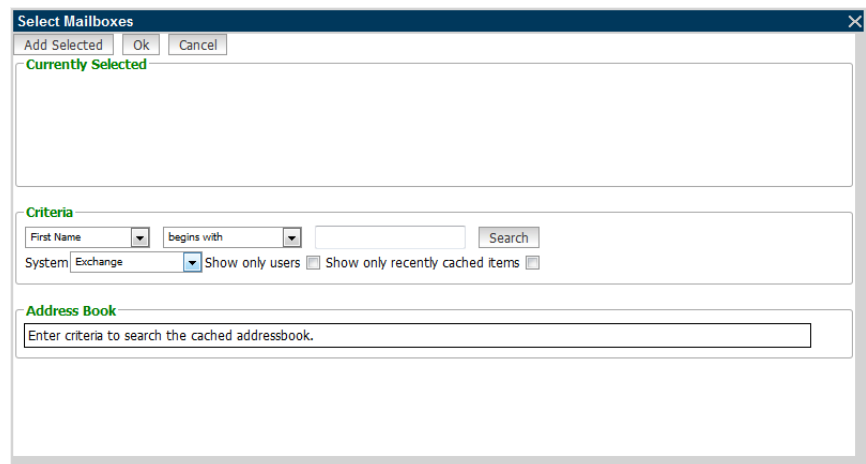 Select Mailboxes
Add Selected Ok Cancel
Currently Selected
Criteria
First Name begins with Search
System Exchange Show only users Show only recently cached items
Address Book
Enter criteria to search the cached addressbook.